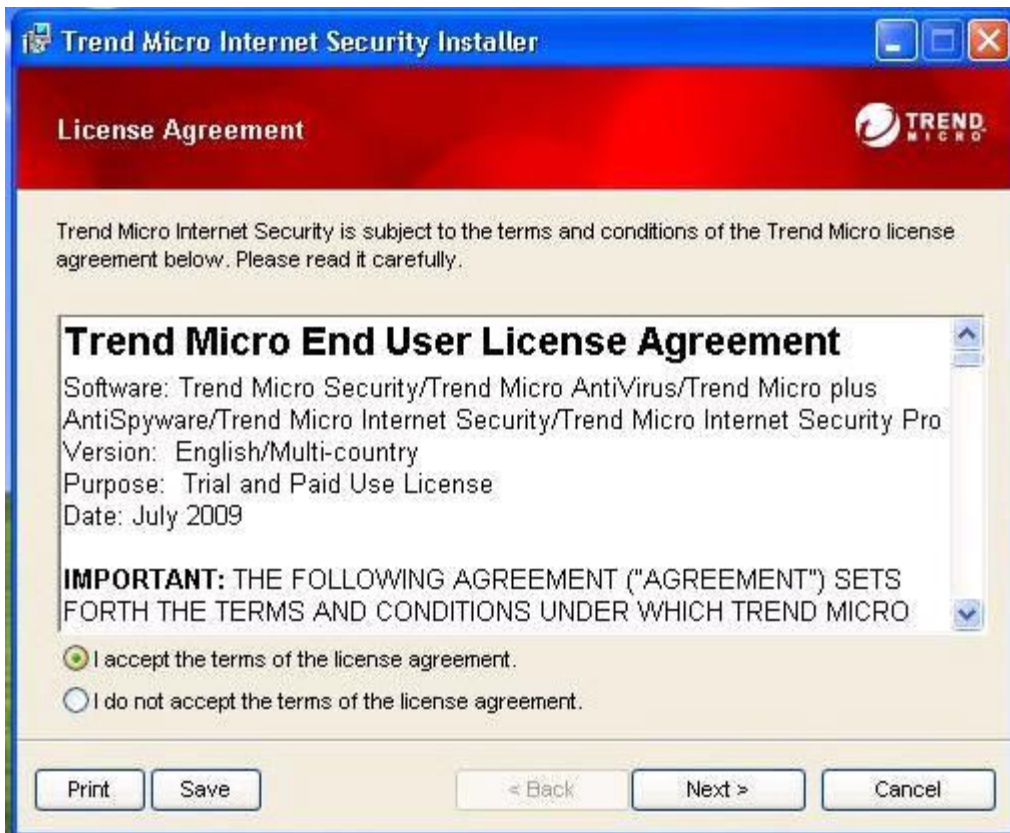 Trend Micro Internet Security Installer
License Agreement
TREND
MICRO
Trend Micro Internet Security is subject to the terms and conditions of the Trend Micro license
agreement below. Please read it carefully.
Trend Micro End User License Agreement
Software: Trend Micro Security/Trend Micro AntiVirus/Trend Micro plus
AntiSpyware/Trend Micro Internet Security/Trend Micro Internet Security Pro
Version: English/Multi-country
Purpose: Trial and Paid Use License
Date: July 2009
IMPORTANT: THE FOLLOWING AGREEMENT ("AGREEMENT") SETS
FORTH THE TERMS AND CONDITIONS UNDER WHICH TREND MICRO
I accept the terms of the license agreement.
I do not accept the terms of the license agreement.
Print Save < Back Next > Cancel